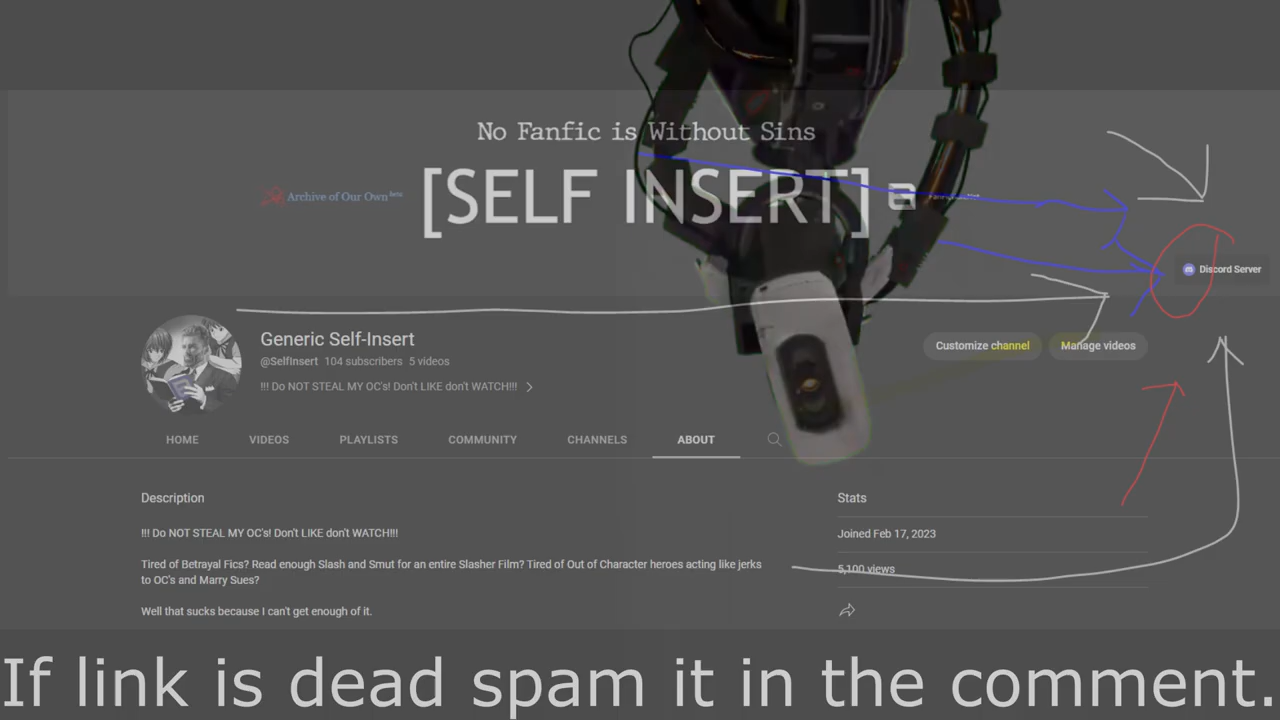 No Fanfic is Without Sins
Archive of Our Own beta
[SELF INSERT]
Discord Server
Generic Self-Insert
@SelfInsert 104 subscribers 5 videos
!!! Do NOT STEAL MY OC's! Don't LIKE don't WATCH!!!
Customize channel
Manage videos
HOME VIDEOS PLAYLISTS COMMUNITY CHANNELS ABOUT
Description
!!! Do NOT STEAL MY OC's! Don't LIKE don't WATCH!!!
Tired of Betrayal Fics? Read enough Slash and Smut for an entire Slasher Film? Tired of Out of Character heroes acting like jerks
to OC's and Marry Sues?
Well that sucks because I can't get enough of it.
Stats
Joined Feb 17, 2023
5,100 views
If link is dead spam it in the comment.